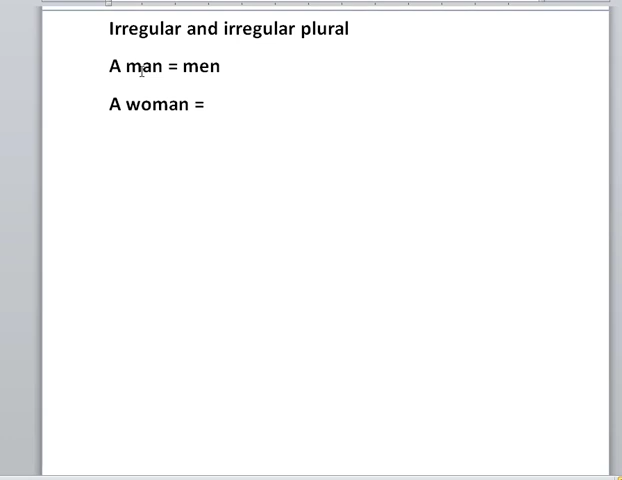 Irregular and irregular plural
A man = men
A woman =